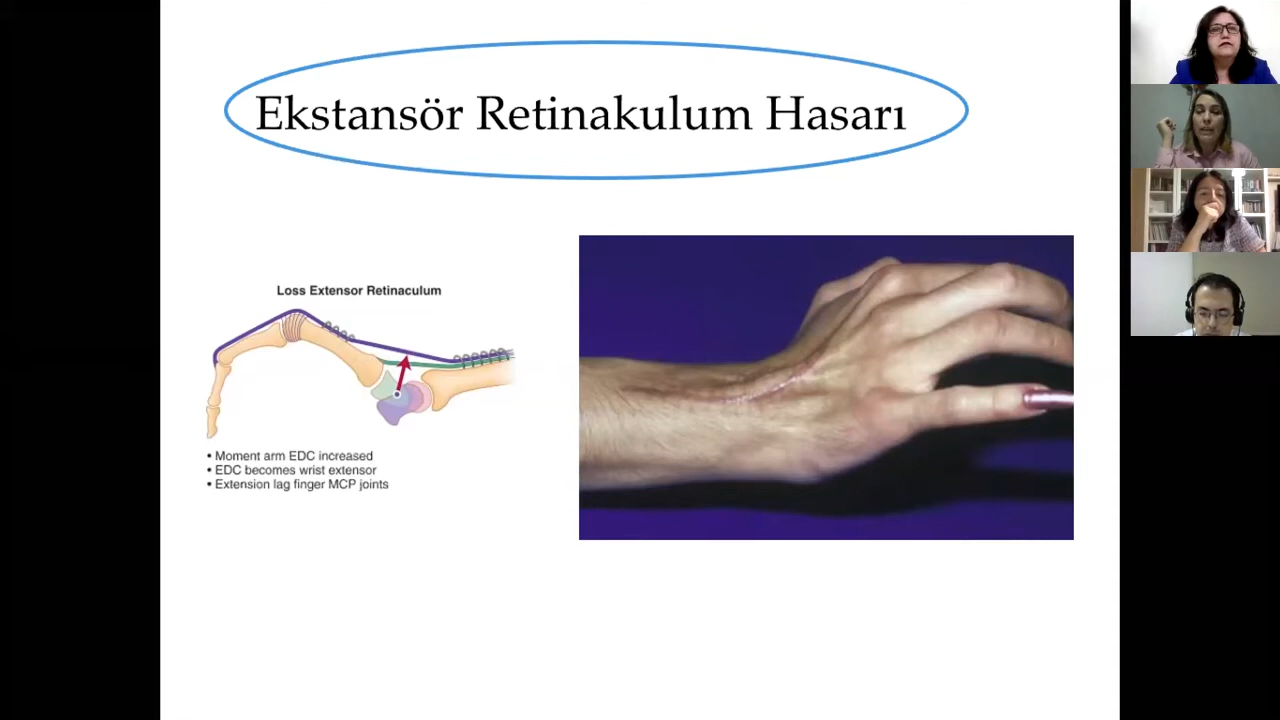 Ekstansör Retinakulum Hasarı
Loss Extensor Retinaculum
• Moment arm EDC increased
• EDC becomes wrist extensor
• Extension lag finger MCP joints